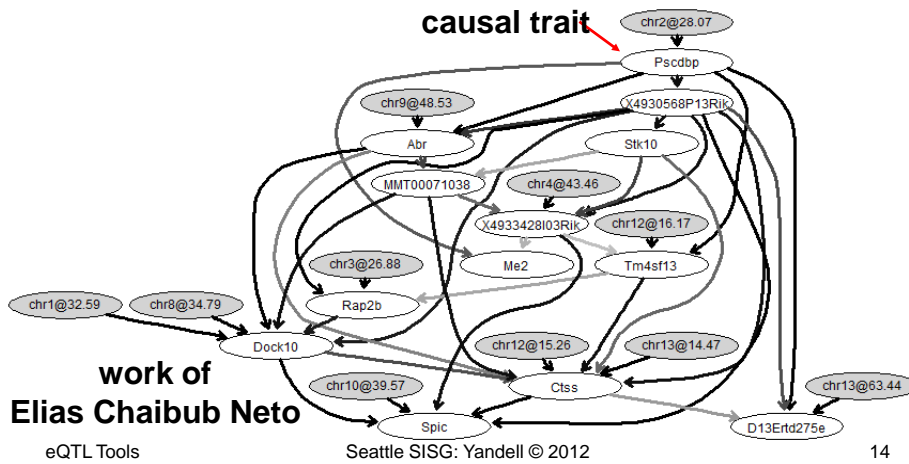 causal trait
chr2@28.07
Pscdbp
chr9@48.53
X4930568P13Rik
Abr
Stk10
MMT00071038
chr4@43.46
X4933428I03Rik
chr12@16.17
chr3@26.88
Me2
Tm4sf13
chr1@32.59
chr8@34.79
Rap2b
Dock10
chr12@15.26
chr13@14.47
work of
Elias Chaibub Neto
chr10@39.57
Ctss
chr13@63.44
Spic
D13Ertd275e
eQTL Tools
Seattle SISG: Yandell © 2012
14